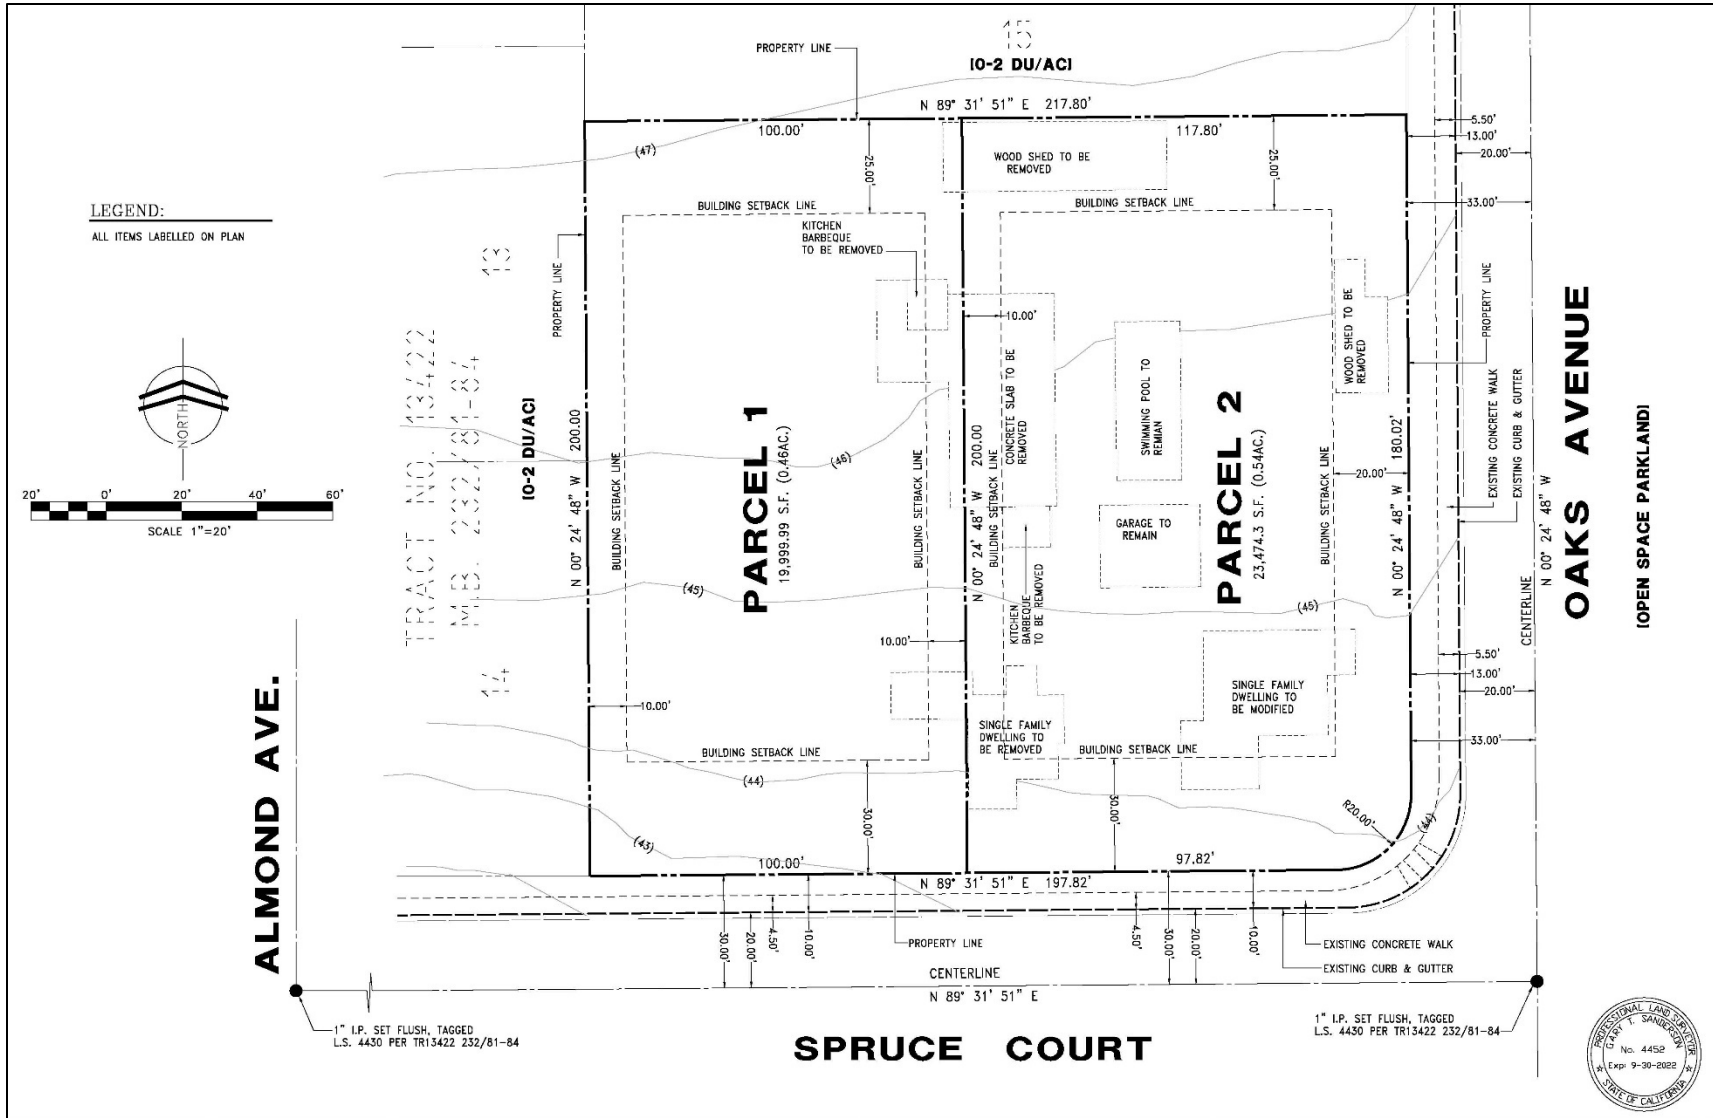 15
[0-2 DU/AC]
PROPERTY LINE
N 89° 31' 51" E 217.80'
100.00'
117.80'
5.50'
13.00'
20.00'
33.00'
(47)
25.00'
25.00'
WOOD SHED TO BE
REMOVED
BUILDING SETBACK LINE
BUILDING SETBACK LINE
LEGEND:
ALL ITEMS LABELLED ON PLAN
KITCHEN
BARBEQUE
TO BE REMOVED
13
PROPERTY LINE
10.00'
WOOD SHED TO BE
REMOVED
PROPERTY LINE
NORTH
TRACT NO. 13422
M.B. 232/81-84
[0-2 DU/AC]
N 00° 24' 48" W 200.00
BUILDING SETBACK LINE
PARCEL 1
19,999.99 S.F. (0.46AC.)
(46)
BUILDING SETBACK LINE
N 00° 24' 48" W 200.00
BUILDING SETBACK LINE
CONCRETE SLAB TO BE
REMOVED
SWIMMING POOL TO
REMIAN
PARCEL 2
23,474.3 S.F. (0.54AC.)
BUILDING SETBACK LINE
20.00'
N 00° 24' 48" W 180.02'
EXISTING CONCRETE WALK
EXISTING CURB & GUTTER
CENTERLINE
N 00° 24' 48" W
OAKS AVENUE
[OPEN SPACE PARKLAND]
20' 0' 20' 40' 60'
SCALE 1"=20'
GARAGE TO
REMAIN
(45)
(45)
KITCHEN
BARBEQUE
TO BE REMOVED
10.00'
14
5.50'
13.00'
20.00'
33.00'
10.00'
SINGLE FAMILY
DWELLING TO
BE MODIFIED
SINGLE FAMILY
DWELLING TO
BE REMOVED
BUILDING SETBACK LINE
BUILDING SETBACK LINE
(44)
ALMOND AVE.
30.00'
30.00'
R20.00'
(44)
(43)
100.00'
97.82'
N 89° 31' 51" E 197.82'
30.00'
20.00'
4.50'
10.00'
PROPERTY LINE
4.50'
30.00'
20.00'
10.00'
EXISTING CONCRETE WALK
EXISTING CURB & GUTTER
CENTERLINE
N 89° 31' 51" E
1" I.P. SET FLUSH, TAGGED
L.S. 4430 PER TR13422 232/81-84
1" I.P. SET FLUSH, TAGGED
L.S. 4430 PER TR13422 232/81-84
SPRUCE COURT
PROFESSIONAL LAND SURVEYOR
GARY T. SANDERSON
No. 4452
Exp: 9-30-2022
STATE OF CALIFORNIA